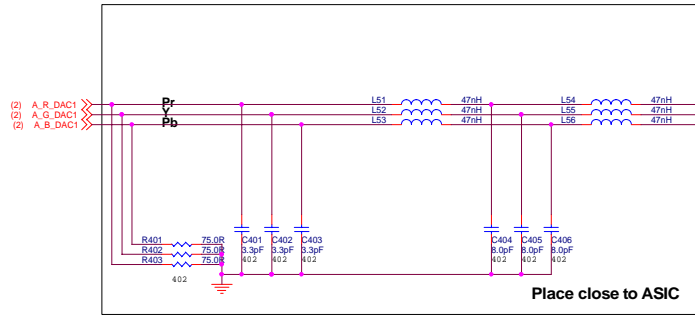 (2) A_R_DAC1 Pr L51 47nH L54 47nH
(2) A_G_DAC1 Y L52 47nH L55 47nH
(2) A_B_DAC1 Pb L53 47nH L56 47nH
R401 75.0R
R402 75.0R
R403 75.0R
402
C401 C402 C403 C404 C405 C406
3.3pF 3.3pF 3.3pF 8.0pF 8.0pF 8.0pF
402 402 402 402 402 402
Place close to ASIC